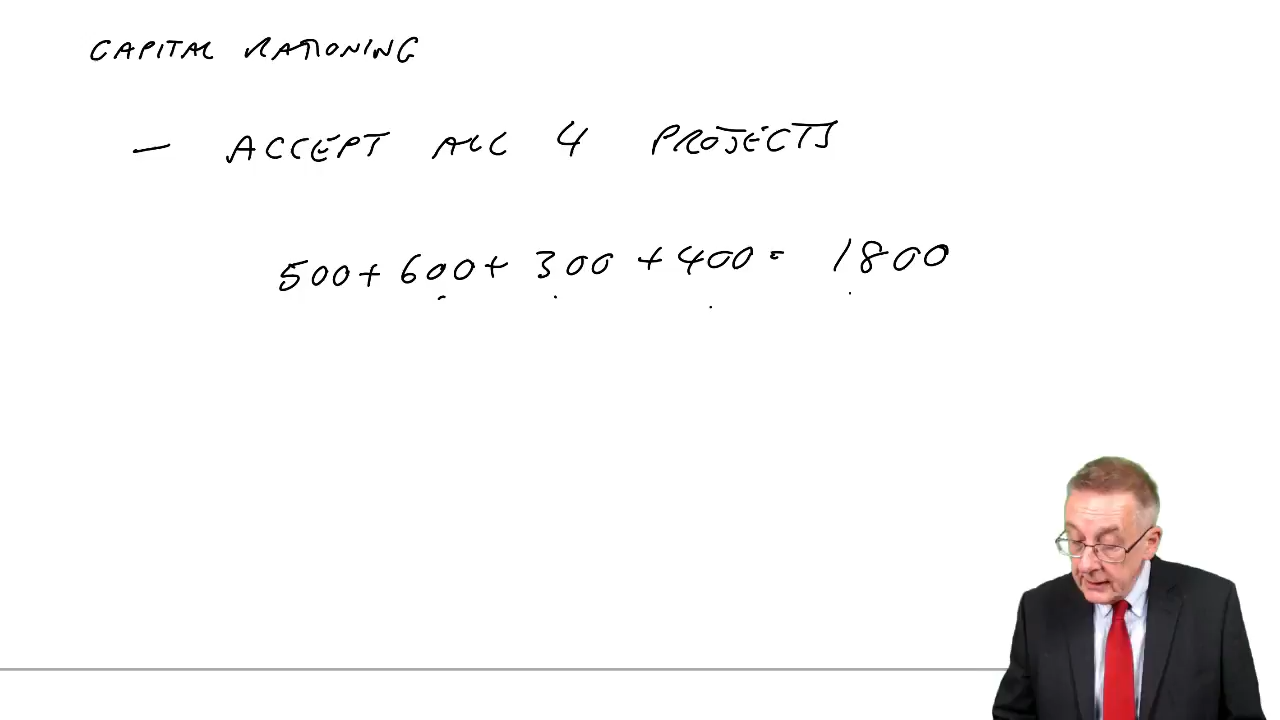 CAPITAL RATIONING
— ACCEPT ALL 4 PROJECTS
500 + 600 + 300 + 400 = 1800